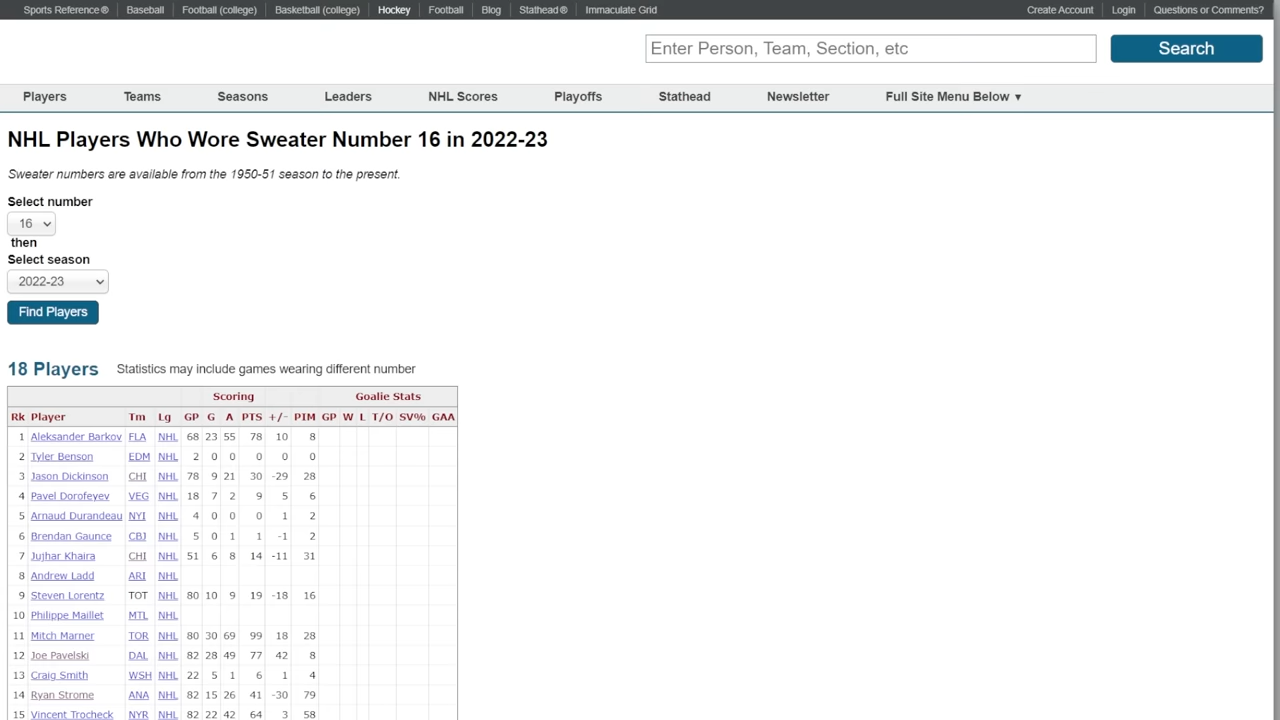 Sports Reference® Baseball Football (college) Basketball (college) Hockey Football Blog Stathead® Immaculate Grid Create Account Login Questions or Comments?
Enter Person, Team, Section, etc Search
Players Teams Seasons Leaders NHL Scores Playoffs Stathead Newsletter Full Site Menu Below ▼
NHL Players Who Wore Sweater Number 16 in 2022-23
Sweater numbers are available from the 1950-51 season to the present.
Select number
16
then
Select season
2022-23
Find Players
18 Players Statistics may include games wearing different number
Scoring Goalie Stats
Rk Player Tm Lg GP G A PTS +/- PIM GP W L T/O SV% GAA
1 Aleksander Barkov FLA NHL 68 23 55 78 10 8
2 Tyler Benson EDM NHL 2 0 0 0 0 0
3 Jason Dickinson CHI NHL 78 9 21 30 -29 28
4 Pavel Dorofeyev VEG NHL 18 7 2 9 5 6
5 Arnaud Durandeau NYI NHL 4 0 0 0 1 2
6 Brendan Gaunce CBJ NHL 5 0 1 1 -1 2
7 Jujhar Khaira CHI NHL 51 6 8 14 -11 31
8 Andrew Ladd ARI NHL
9 Steven Lorentz TOT NHL 80 10 9 19 -18 16
10 Philippe Maillet MTL NHL
11 Mitch Marner TOR NHL 80 30 69 99 18 28
12 Joe Pavelski DAL NHL 82 28 49 77 42 8
13 Craig Smith WSH NHL 22 5 1 6 1 4
14 Ryan Strome ANA NHL 82 15 26 41 -30 79
15 Vincent Trocheck NYR NHL 82 22 42 64 3 58